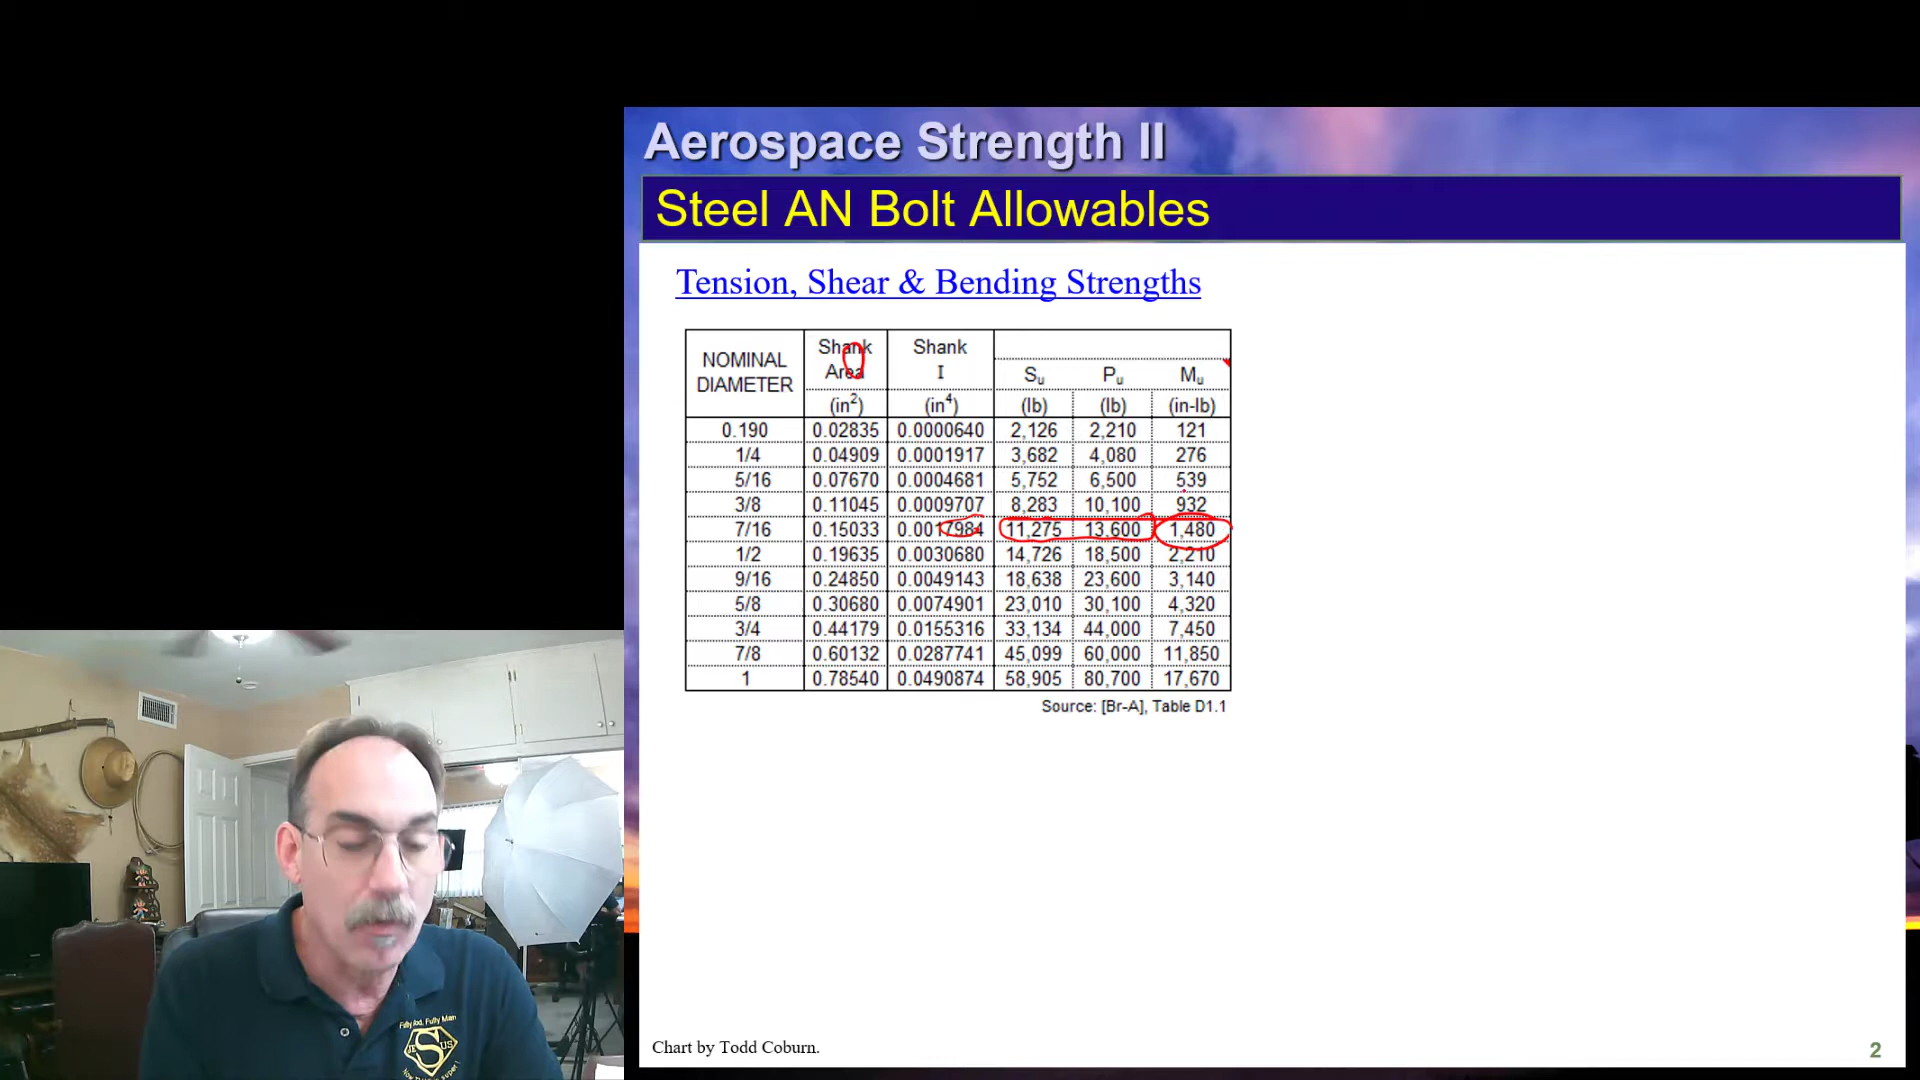 Aerospace Strength II
Steel AN Bolt Allowables
Tension, Shear & Bending Strengths
NOMINAL DIAMETER Shank Area (in2) Shank I (in4) Su (lb) Pu (lb) Mu (in-lb)
0.190 0.02835 0.0000640 2,126 2,210 121
1/4 0.04909 0.0001917 3,682 4,080 276
5/16 0.07670 0.0004681 5,752 6,500 539
3/8 0.11045 0.0009707 8,283 10,100 932
7/16 0.15033 0.0017984 11,275 13,600 1,480
1/2 0.19635 0.0030680 14,726 18,500 2,210
9/16 0.24850 0.0049143 18,638 23,600 3,140
5/8 0.30680 0.0074901 23,010 30,100 4,320
3/4 0.44179 0.0155316 33,134 44,000 7,450
7/8 0.60132 0.0287741 45,099 60,000 11,850
1 0.78540 0.0490874 58,905 80,700 17,670
Source: [Br-A], Table D1.1
Chart by Todd Coburn.
2
JE S US